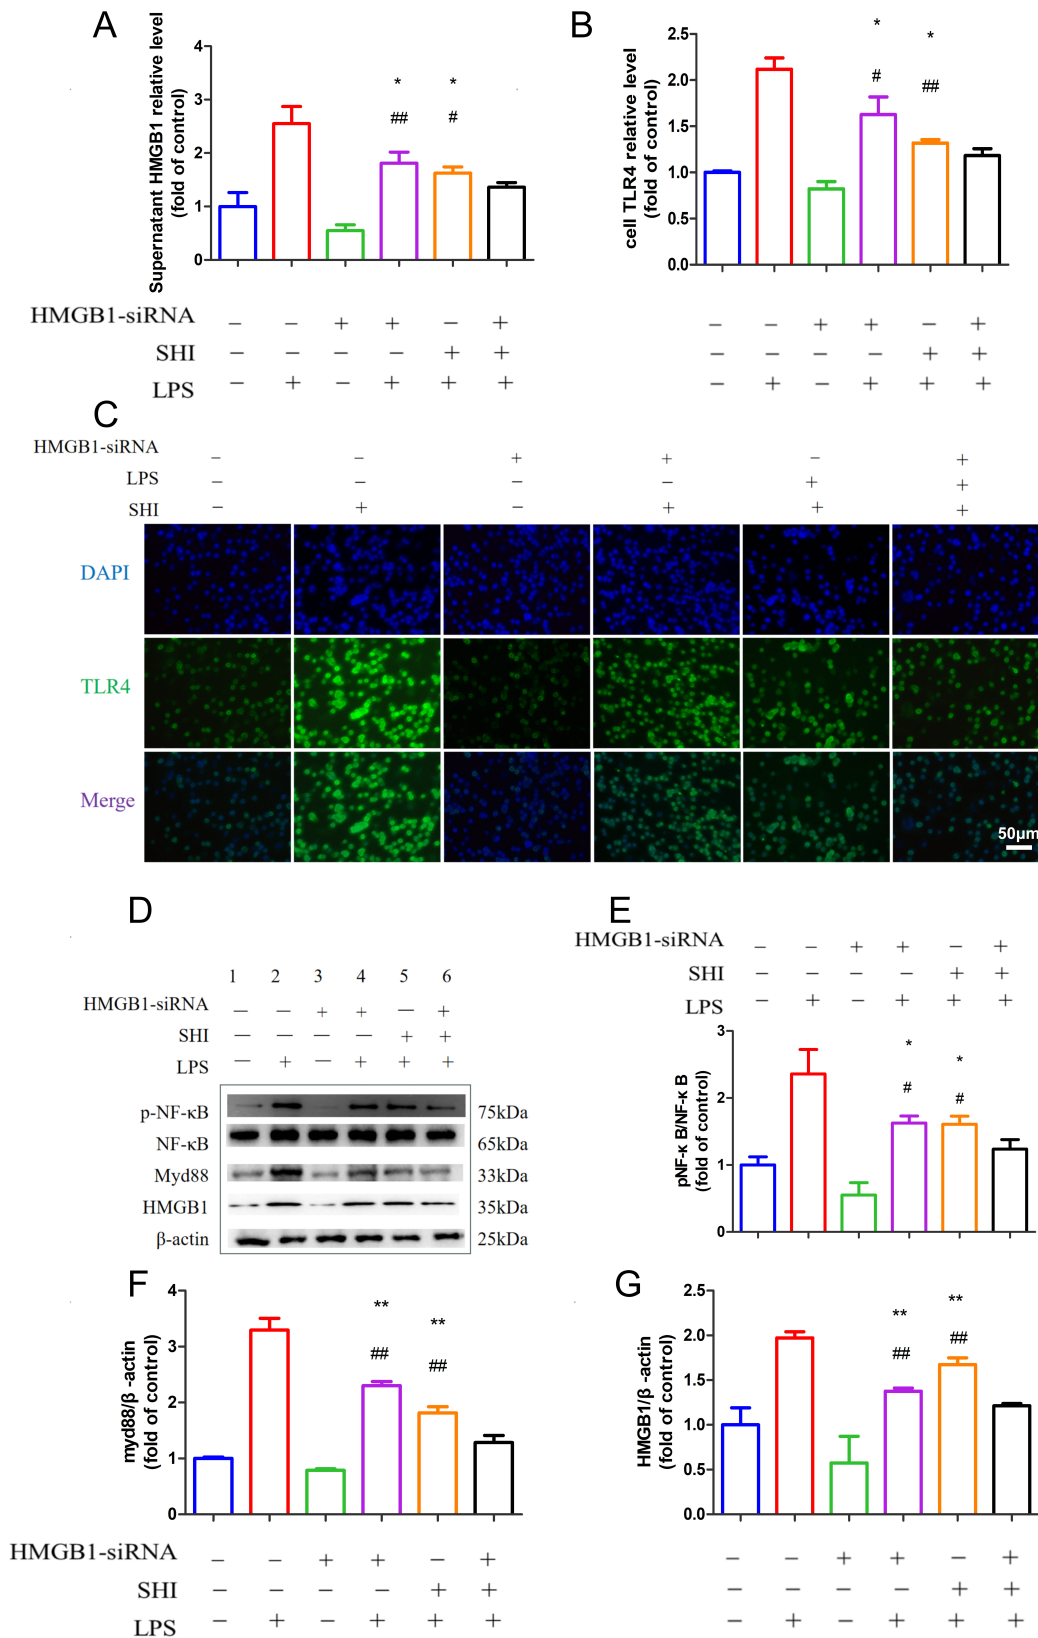 A
Supernatant HMGB1 relative level
(fold of control)
4
3
2
1
0
* *
## #
HMGB1-siRNA − − + + − +
SHI − − − − + +
LPS − + − + + +
B
cell TLR4 relative level
(fold of control)
2.5
2.0
1.5
1.0
0.5
0.0
* *
# ##
− − + + − +
− − − − + +
− + − + + +
C
HMGB1-siRNA − − + + − +
LPS − − − − + +
SHI − + − + + +
DAPI
TLR4
Merge
50μm
D
1 2 3 4 5 6
HMGB1-siRNA − − + + − +
SHI − − − − + +
LPS − + − + + +
p-NF-κB 75kDa
NF-κB 65kDa
Myd88 33kDa
HMGB1 35kDa
β-actin 25kDa
E
HMGB1-siRNA − − + + − +
SHI − − − − + +
LPS − + − + + +
pNF-κ B/NF-κ B
(fold of control)
3
2
1
0
* *
# #
F
myd88/β -actin
(fold of control)
4
3
2
1
0
** **
## ##
HMGB1-siRNA − − + + − +
SHI − − − − + +
LPS − + − + + +
G
HMGB1/β -actin
(fold of control)
2.5
2.0
1.5
1.0
0.5
0.0
** **
## ##
− − + + − +
− − − − + +
− + − + + +